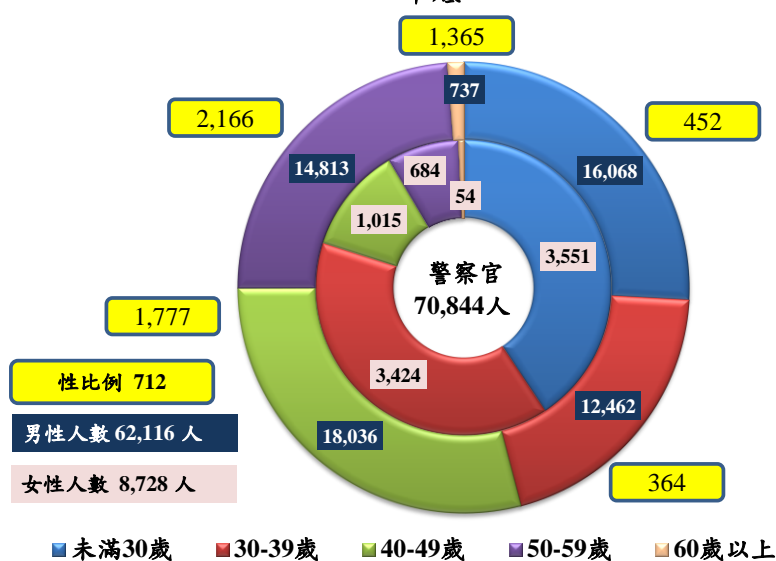 1,365
737
2,166
452
14,813
684
16,068
54
1,015
3,551
警察官
70,844人
1,777
性比例 712
3,424
男性人數 62,116 人
12,462
18,036
女性人數 8,728 人
364
未滿30歲
30-39歲
40-49歲
50-59歲
60歲以上